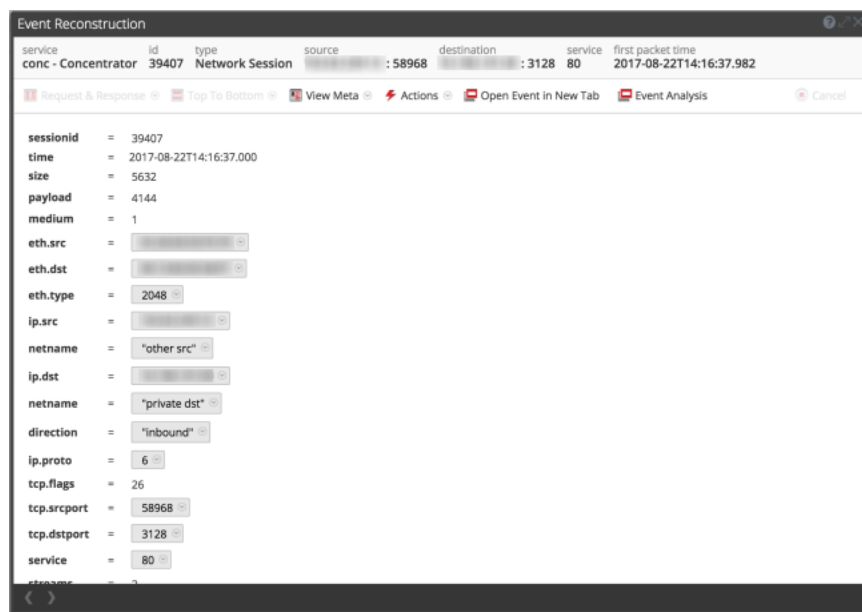 Event Reconstruction
service id type source destination service first packet time
conc - Concentrator 39407 Network Session : 58968 : 3128 80 2017-08-22T14:16:37.982
Request & Response Top To Bottom View Meta Actions Open Event in New Tab Event Analysis Cancel
sessionid = 39407
time = 2017-08-22T14:16:37.000
size = 5632
payload = 4144
medium = 1
eth.src =
eth.dst =
eth.type = 2048
ip.src =
netname = "other src"
ip.dst =
netname = "private dst"
direction = "inbound"
ip.proto = 6
tcp.flags = 26
tcp.srcport = 58968
tcp.dstport = 3128
service = 80
streams = 2